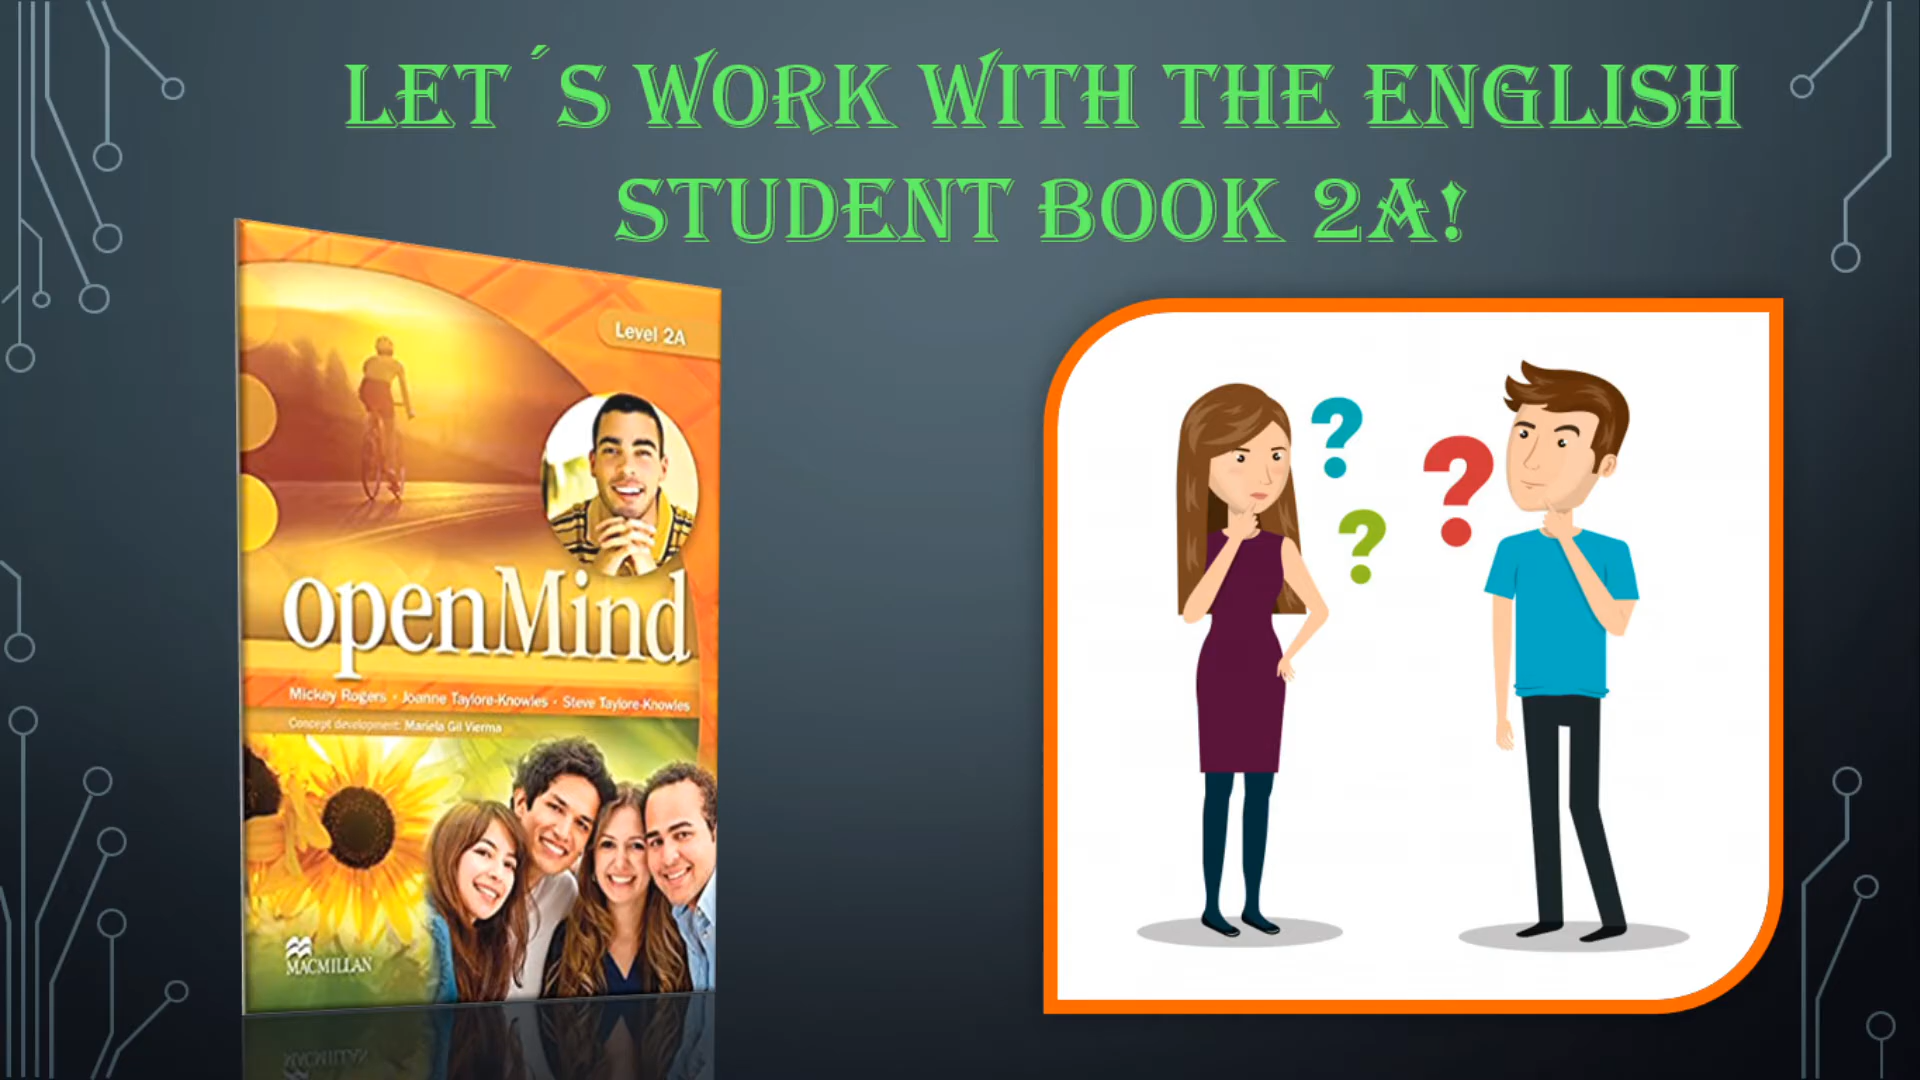 LET´S WORK WITH THE ENGLISH
STUDENT BOOK 2A!
Level 2A
openMind
Mickey Rogers • Joanne Taylore-Knowles • Steve Taylore-Knowles
Concept development: Mariela Gil Vierma
MACMILLAN
? ? ?